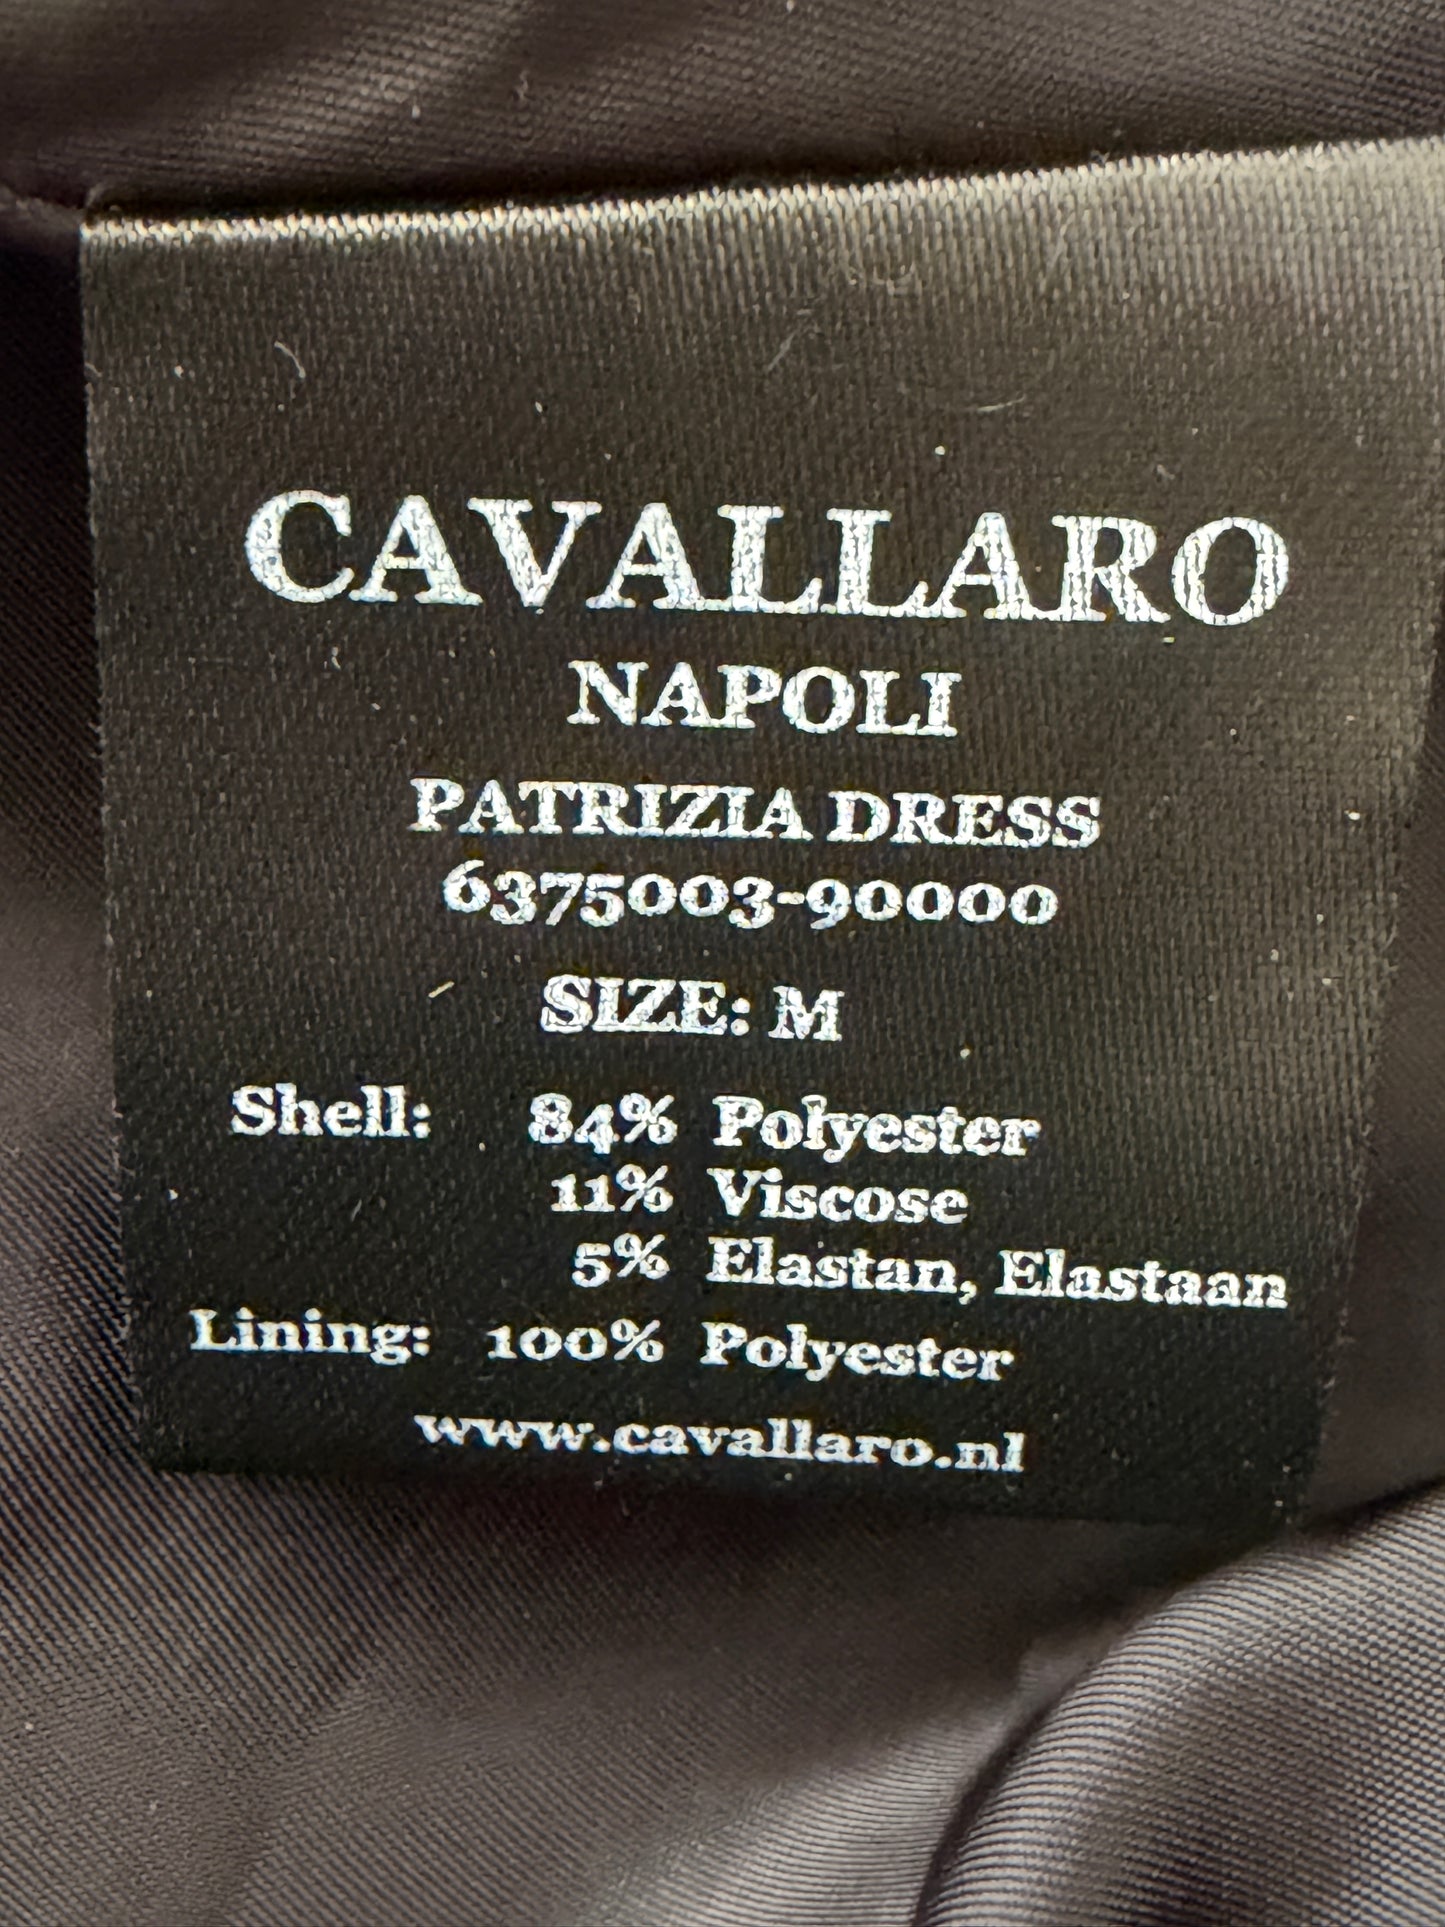 CAVALLARO
NAPOLI
PATRIZIA DRESS
6375003-90000
SIZE: M
Shell: 84% Polyester
11% Viscose
5% Elastan, Elastaan
Lining: 100% Polyester
www.cavallaro.nl